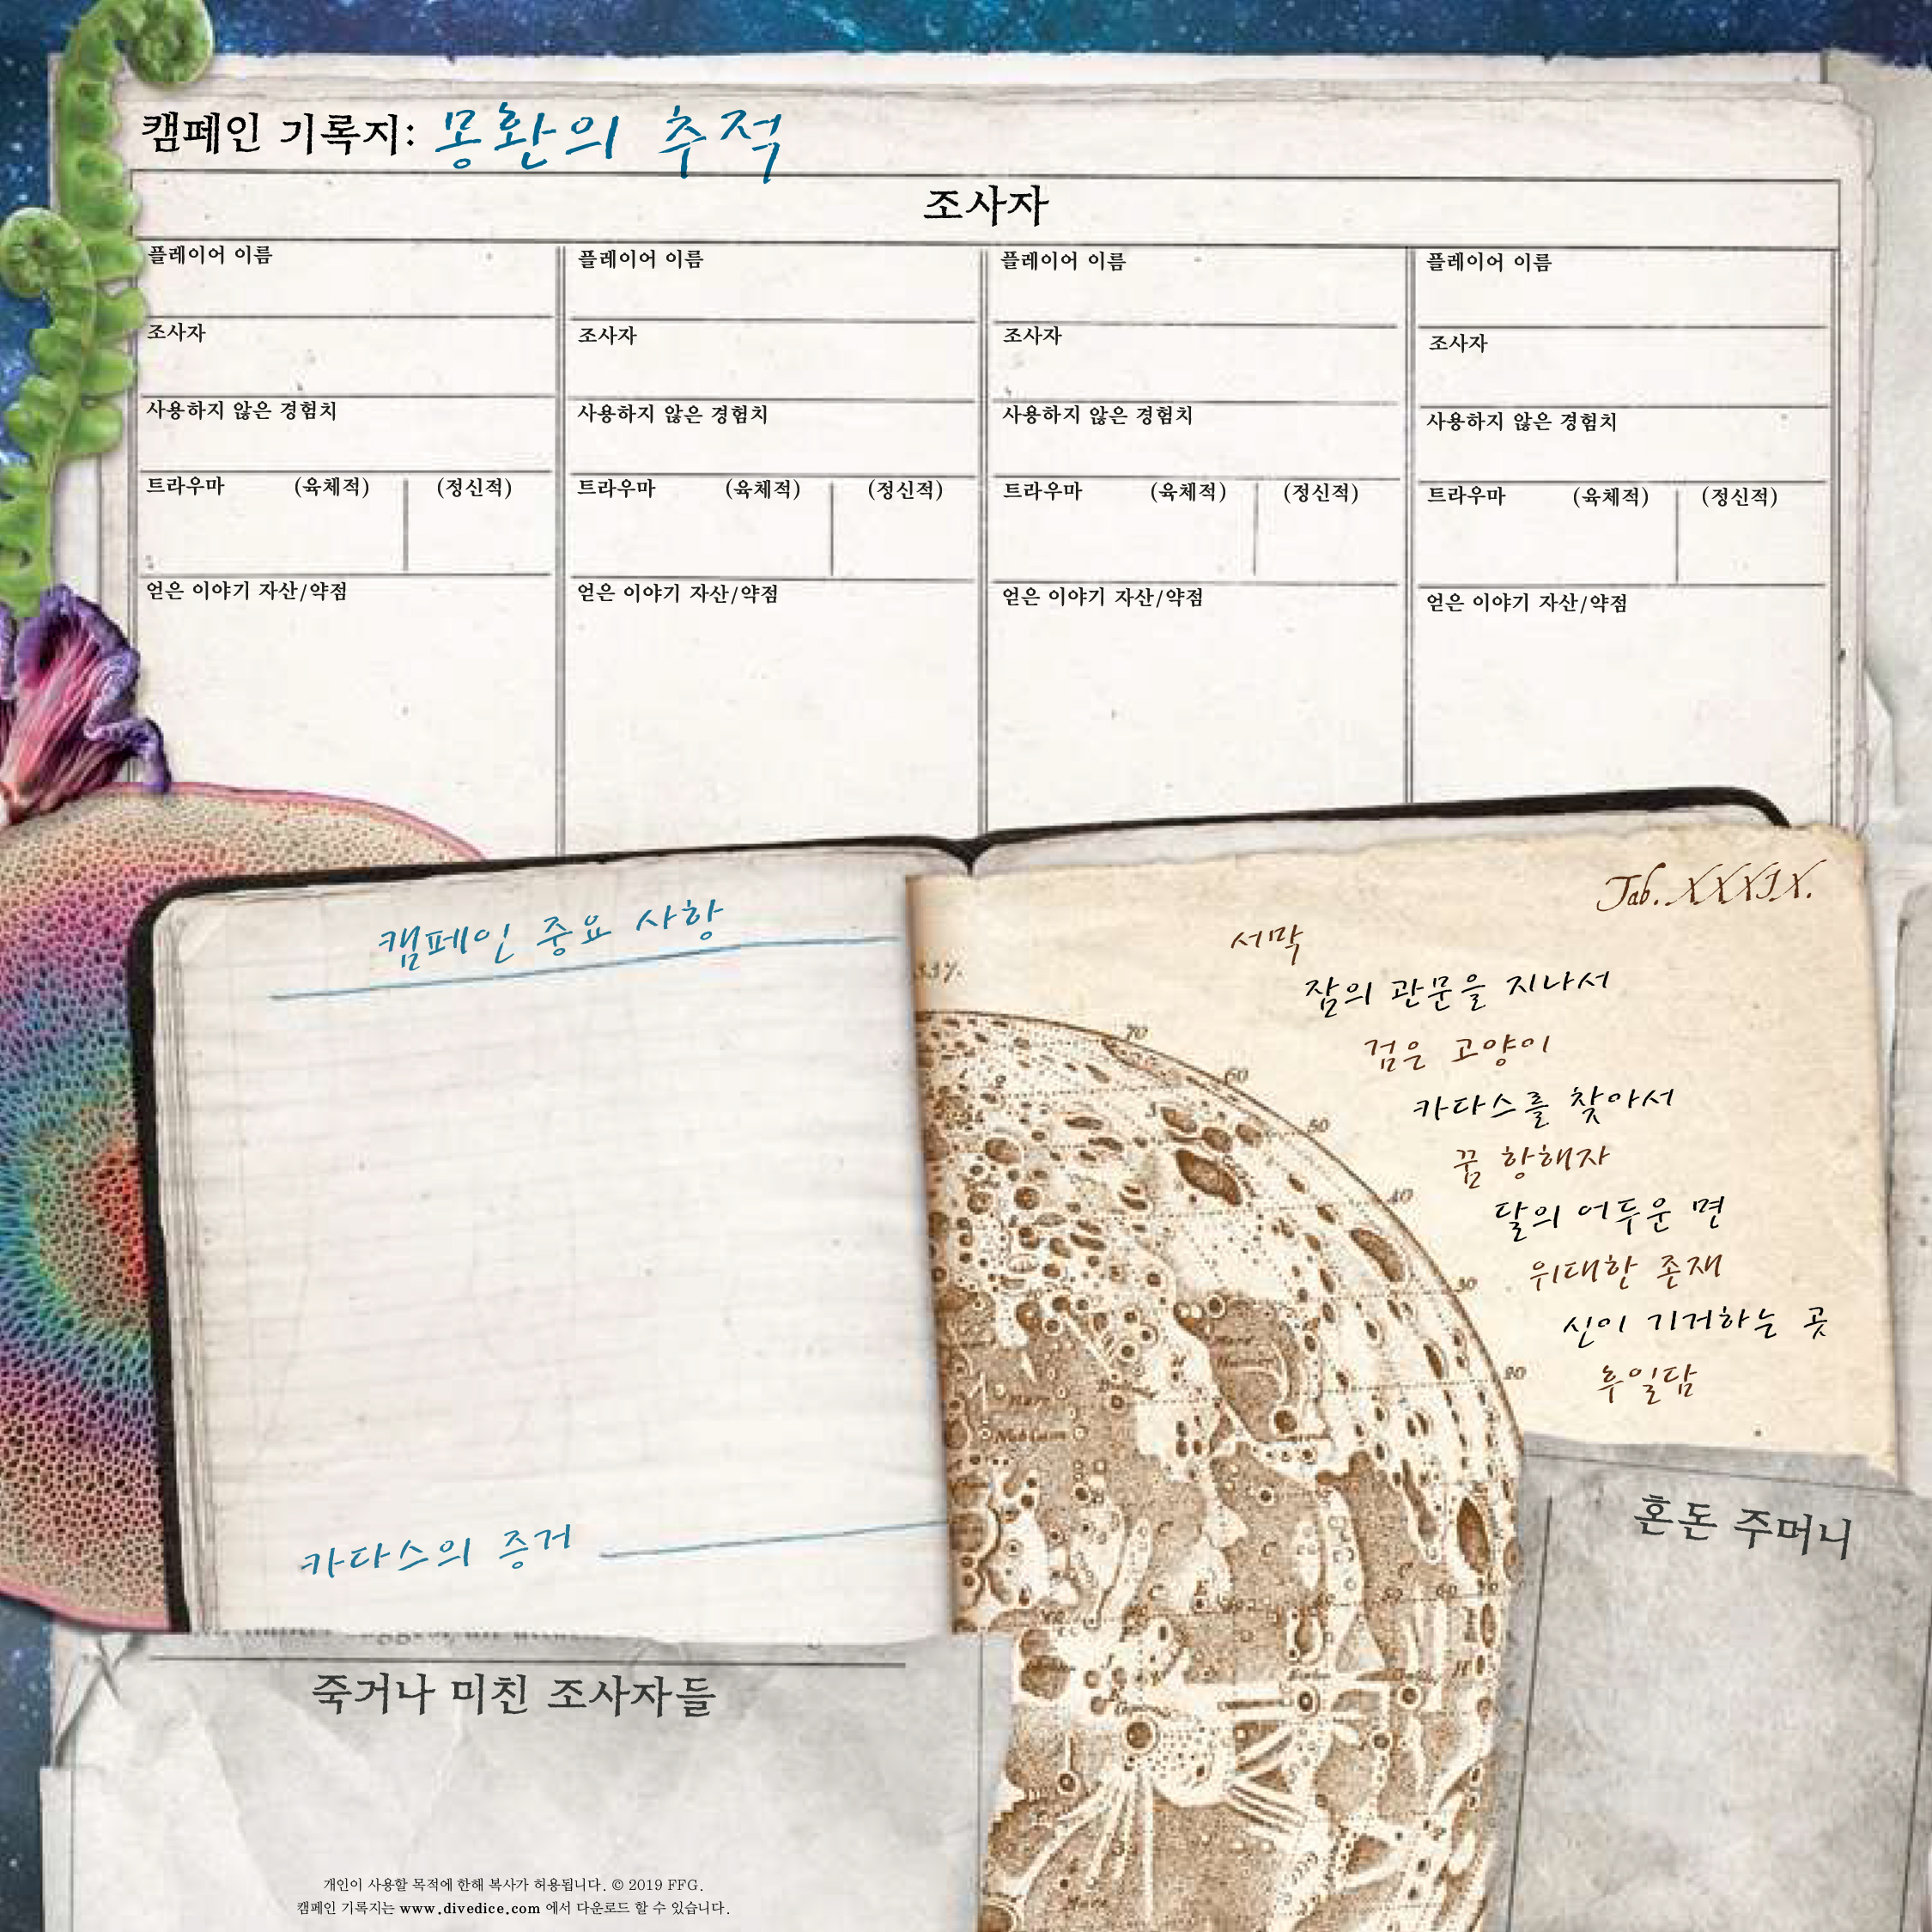 캠페인 기록지: 몽환의 추적
조사자
플레이어 이름 플레이어 이름 플레이어 이름 플레이어 이름
조사자 조사자 조사자 조사자
사용하지 않은 경험치 사용하지 않은 경험치 사용하지 않은 경험치 사용하지 않은 경험치
트라우마 (육체적) (정신적) 트라우마 (육체적) (정신적) 트라우마 (육체적) (정신적) 트라우마 (육체적) (정신적)
얻은 이야기 자산/약점 얻은 이야기 자산/약점 얻은 이야기 자산/약점 얻은 이야기 자산/약점
캠페인 중요 사항
카다스의 증거
Tab. XXXIX.
서막
잠의 관문을 지나서
검은 고양이
카다스를 찾아서
꿈 항해자
달의 어두운 면
위대한 존재
신이 기거하는 곳
후일담
70
60
50
40
30
20
혼돈 주머니
죽거나 미친 조사자들
개인이 사용할 목적에 한해 복사가 허용됩니다. © 2019 FFG.
캠페인 기록지는 www.divedice.com 에서 다운로드 할 수 있습니다.